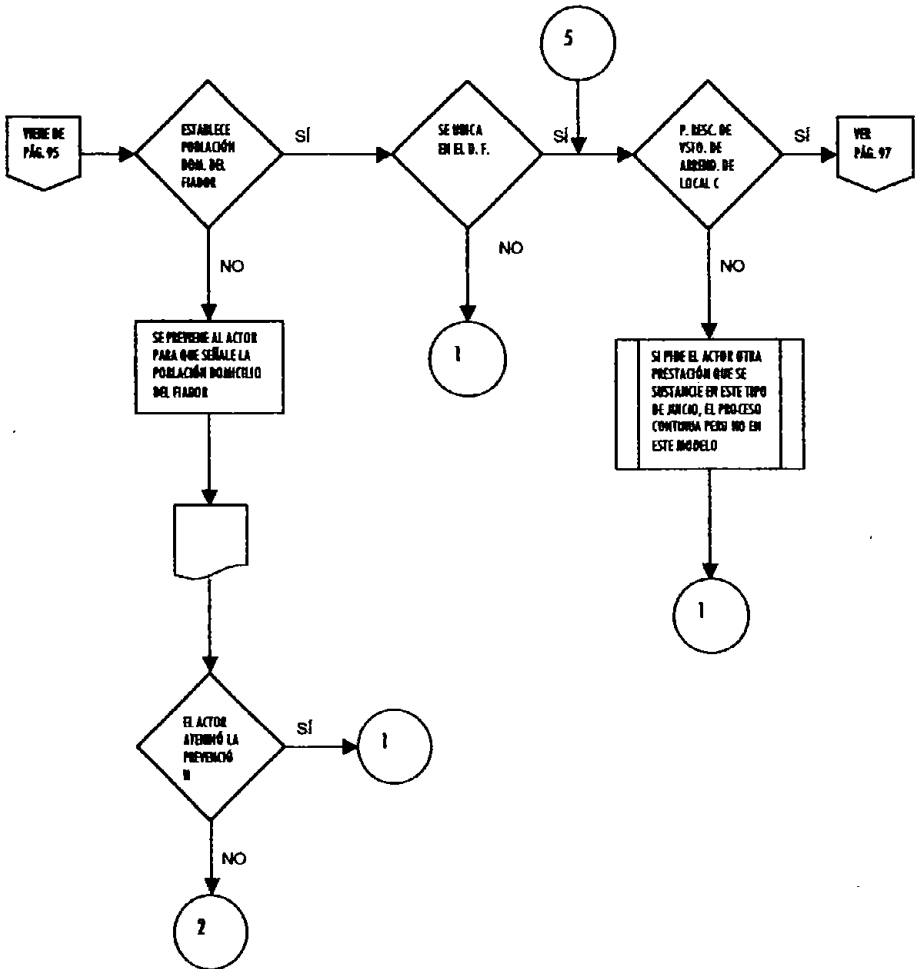 5
VIENE DE
PÁG. 95
ESTABLECE
POBLACIÓN
DOM. DEL
FIADOR
SÍ
SE UBICA
EN EL D. F.
SÍ
P. RESC. DE
VSTO. DE
ARREND. DE
LOCAL C
SÍ
VER
PÁG. 97
NO
NO
NO
SE PREVIENE AL ACTOR
PARA QUE SEÑALE LA
POBLACIÓN DOMICILIO
DEL FIADOR
1
SI PIDE EL ACTOR OTRA
PRESTACIÓN QUE SE
SUSTANCIE EN ESTE TIPO
DE JUICIO, EL PROCESO
CONTINUA PERO NO EN
ESTE MODELO
1
EL ACTOR
ATENDIÓ LA
PREVENCIÓ
N
SÍ
1
NO
2